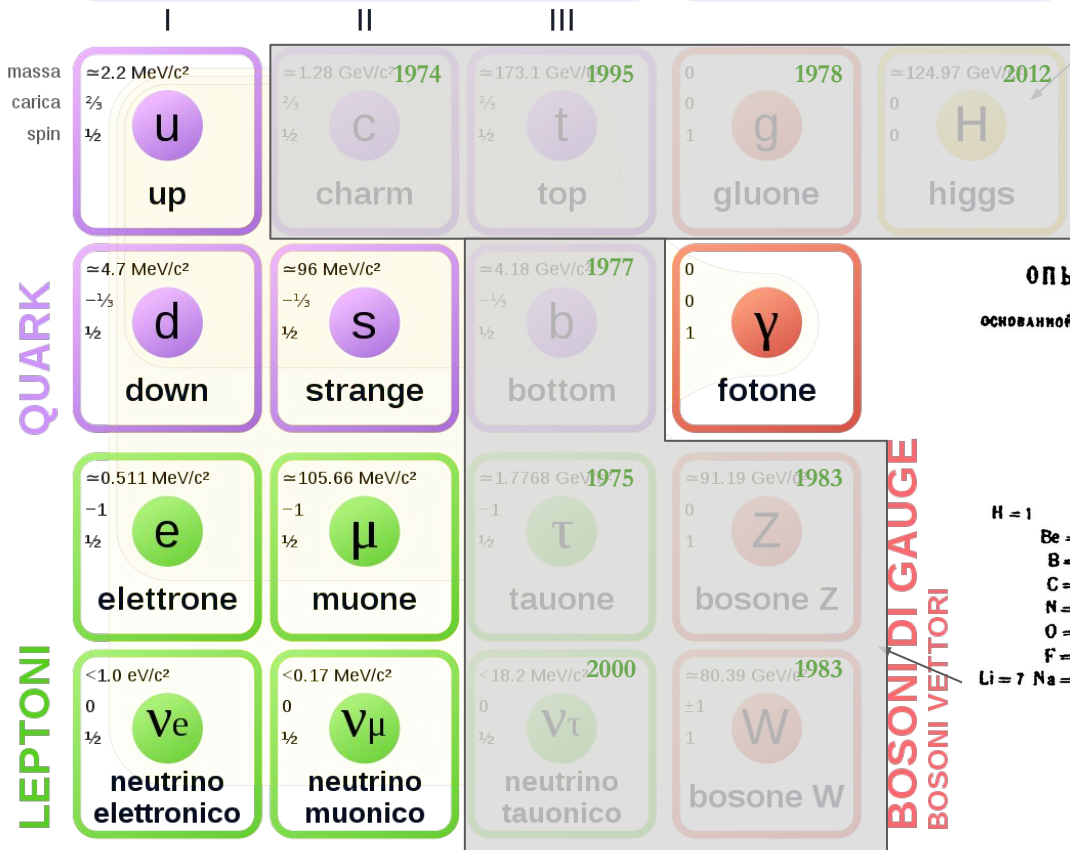 I II III
massa
carica
spin
≃2.2 MeV/c²
⅔
½
u
up
≃1.28 GeV/c² 1974
⅔
½
c
charm
≃173.1 GeV/c² 1995
⅔
½
t
top
0 1978
0
1
g
gluone
≃124.97 GeV/c² 2012
0
0
H
higgs
QUARK
≃4.7 MeV/c²
−⅓
½
d
down
≃96 MeV/c²
−⅓
½
s
strange
≃4.18 GeV/c² 1977
−⅓
½
b
bottom
0
0
1
γ
fotone
LEPTONI
≃0.511 MeV/c²
−1
½
e
elettrone
≃105.66 MeV/c²
−1
½
μ
muone
≃1.7768 GeV/c² 1975
−1
½
τ
tauone
≃91.19 GeV/c² 1983
0
1
Z
bosone Z
<1.0 eV/c²
0
½
νe
neutrino
elettronico
<0.17 MeV/c²
0
½
νμ
neutrino
muonico
<18.2 MeV/c² 2000
0
½
ντ
neutrino
tauonico
≃80.39 GeV/c² 1983
±1
1
W
bosone W
BOSONI DI GAUGE
BOSONI VETTORI
H = 1
Be =
B =
C =
N =
O =
F =
Li = 7 Na =